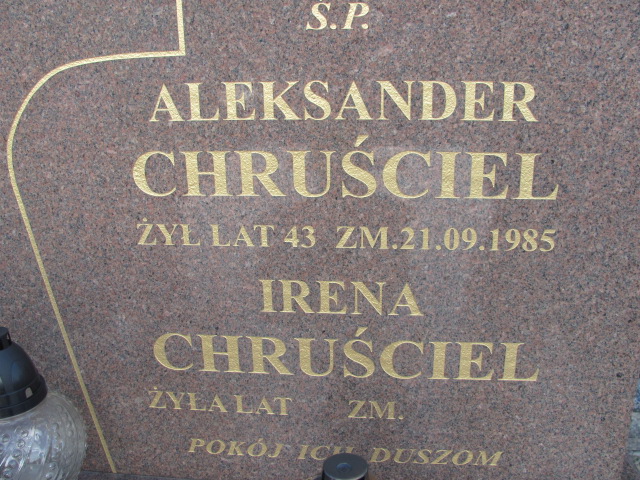 Ś.P.
ALEKSANDER
CHRUŚCIEL
ŻYŁ LAT 43 ZM.21.09.1985
IRENA
CHRUŚCIEL
ŻYŁA LAT ZM.
POKÓJ ICH DUSZOM